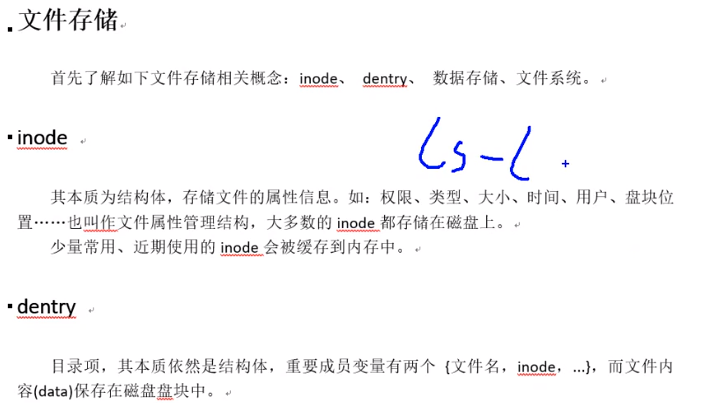 文件存储
首先了解如下文件存储相关概念：inode、 dentry、 数据存储、文件系统。
inode
ls -l
其本质为结构体，存储文件的属性信息。如：权限、类型、大小、时间、用户、盘块位
置……也叫作文件属性管理结构，大多数的 inode 都存储在磁盘上。
少量常用、近期使用的 inode 会被缓存到内存中。
dentry
目录项，其本质依然是结构体，重要成员变量有两个 {文件名，inode，...}，而文件内
容(data)保存在磁盘盘块中。